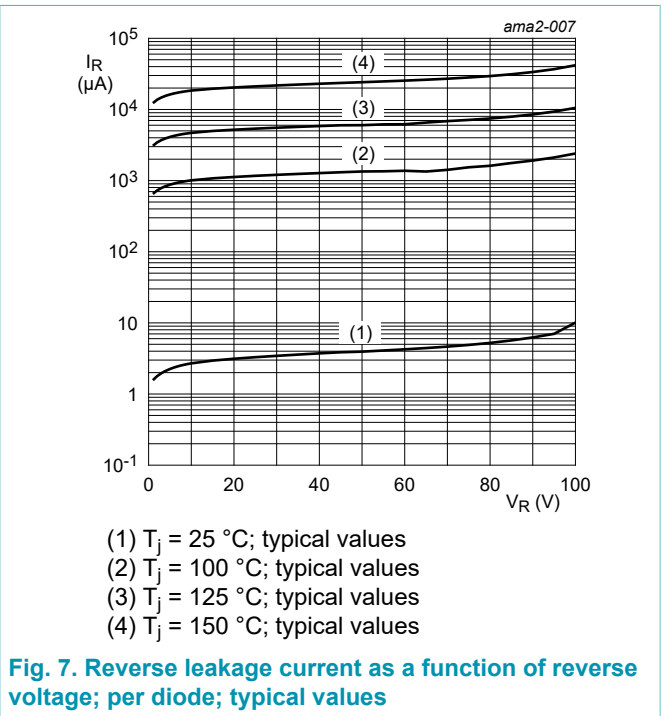 ama2-007
I_R
(μA)
10^5
10^4
10^3
10^2
10
1
10^-1
(4)
(3)
(2)
(1)
0 20 40 60 80 100
V_R (V)
(1) T_j = 25 °C; typical values
(2) T_j = 100 °C; typical values
(3) T_j = 125 °C; typical values
(4) T_j = 150 °C; typical values
Fig. 7. Reverse leakage current as a function of reverse
voltage; per diode; typical values